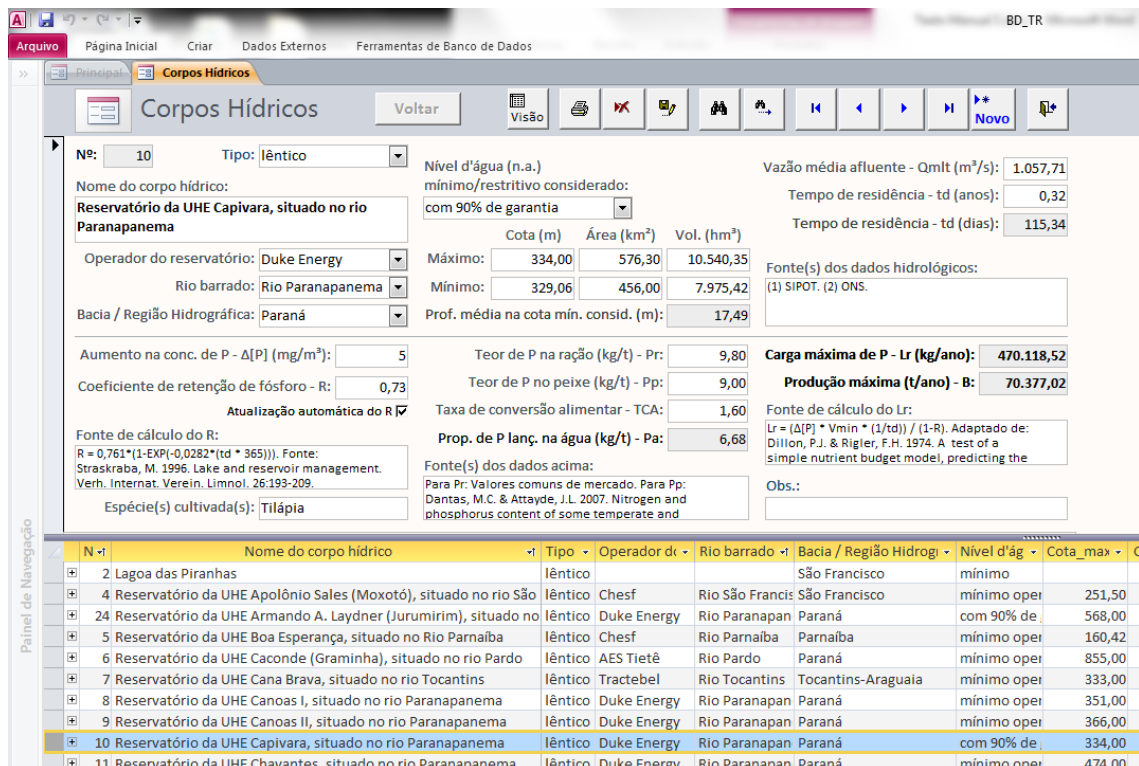 BD_TR
Arquivo Página Inicial Criar Dados Externos Ferramentas de Banco de Dados
Principal Corpos Hídricos
Corpos Hídricos Voltar Visão Novo
Nº: 10 Tipo: lêntico
Nome do corpo hídrico:
Reservatório da UHE Capivara, situado no rio
Paranapanema
Operador do reservatório: Duke Energy
Rio barrado: Rio Paranapanema
Bacia / Região Hidrográfica: Paraná
Nível d'água (n.a.)
mínimo/restritivo considerado:
com 90% de garantia
Cota (m) Área (km²) Vol. (hm³)
Máximo: 334,00 576,30 10.540,35
Mínimo: 329,06 456,00 7.975,42
Prof. média na cota mín. consid. (m): 17,49
Vazão média afluente - Qmlt (m³/s): 1.057,71
Tempo de residência - td (anos): 0,32
Tempo de residência - td (dias): 115,34
Fonte(s) dos dados hidrológicos:
(1) SIPOT. (2) ONS.
Aumento na conc. de P - Δ[P] (mg/m³): 5
Coeficiente de retenção de fósforo - R: 0,73
Atualização automática do R
Fonte de cálculo do R:
R = 0,761*(1-EXP(-0,0282*(td * 365))). Fonte:
Straskraba, M. 1996. Lake and reservoir management.
Verh. Internat. Verein. Limnol. 26:193-209.
Espécie(s) cultivada(s): Tilápia
Teor de P na ração (kg/t) - Pr: 9,80
Teor de P no peixe (kg/t) - Pp: 9,00
Taxa de conversão alimentar - TCA: 1,60
Prop. de P lanç. na água (kg/t) - Pa: 6,68
Fonte(s) dos dados acima:
Para Pr: Valores comuns de mercado. Para Pp:
Dantas, M.C. & Attayde, J.L. 2007. Nitrogen and
phosphorus content of some temperate and
Carga máxima de P - Lr (kg/ano): 470.118,52
Produção máxima (t/ano) - B: 70.377,02
Fonte de cálculo do Lr:
Lr = (Δ[P] * Vmin * (1/td)) / (1-R). Adaptado de:
Dillon, P.J. & Rigler, F.H. 1974. A test of a
simple nutrient budget model, predicting the
Obs.:
Painel de Navegação
N Nome do corpo hídrico Tipo Operador dc Rio barrado Bacia / Região Hidrogr Nível d'ág Cota_max
2 Lagoa das Piranhas lêntico São Francisco mínimo
4 Reservatório da UHE Apolônio Sales (Moxotó), situado no rio São lêntico Chesf Rio São Francis São Francisco mínimo oper 251,50
24 Reservatório da UHE Armando A. Laydner (Jurumirim), situado no lêntico Duke Energy Rio Paranapan Paraná com 90% de 568,00
5 Reservatório da UHE Boa Esperança, situado no Rio Parnaíba lêntico Chesf Rio Parnaíba Parnaíba mínimo oper 160,42
6 Reservatório da UHE Caconde (Graminha), situado no rio Pardo lêntico AES Tietê Rio Pardo Paraná mínimo oper 855,00
7 Reservatório da UHE Cana Brava, situado no rio Tocantins lêntico Tractebel Rio Tocantins Tocantins-Araguaia mínimo oper 333,00
8 Reservatório da UHE Canoas I, situado no rio Paranapanema lêntico Duke Energy Rio Paranapan Paraná mínimo oper 351,00
9 Reservatório da UHE Canoas II, situado no rio Paranapanema lêntico Duke Energy Rio Paranapan Paraná mínimo oper 366,00
10 Reservatório da UHE Capivara, situado no rio Paranapanema lêntico Duke Energy Rio Paranapan Paraná com 90% de 334,00
11 Reservatório da UHE Chavantes, situado no rio Paranapanema lêntico Duke Energy Rio Paranapan Paraná mínimo oper 474,00